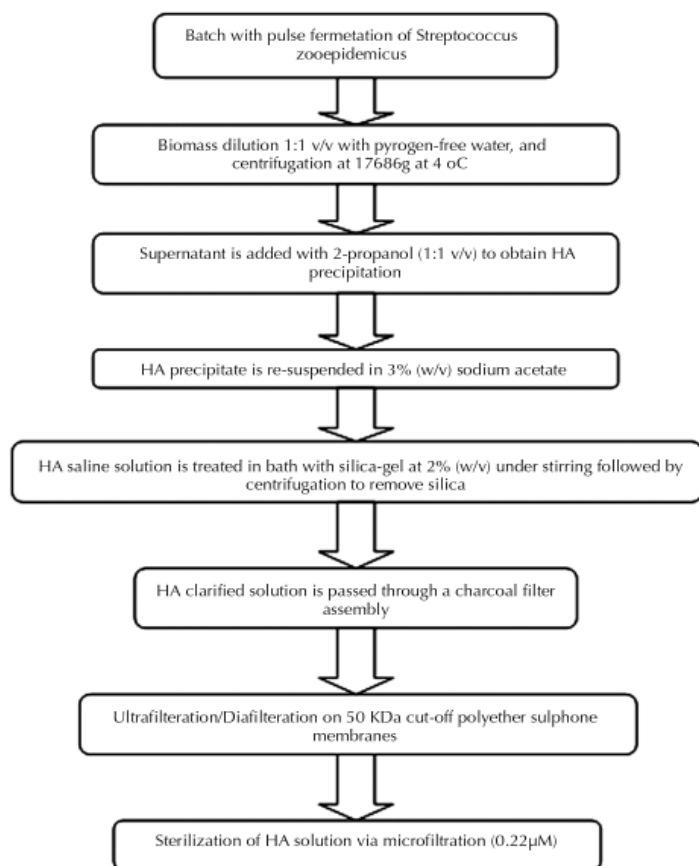 Batch with pulse fermetation of Streptococcus
zooepidemicus
Biomass dilution 1:1 v/v with pyrogen-free water, and
centrifugation at 17686g at 4 oC
Supernatant is added with 2-propanol (1:1 v/v) to obtain HA
precipitation
HA precipitate is re-suspended in 3% (w/v) sodium acetate
HA saline solution is treated in bath with silica-gel at 2% (w/v) under stirring followed by
centrifugation to remove silica
HA clarified solution is passed through a charcoal filter
assembly
Ultrafilteration/Diafilteration on 50 KDa cut-off polyether sulphone
membranes
Sterilization of HA solution via microfiltration (0.22µM)